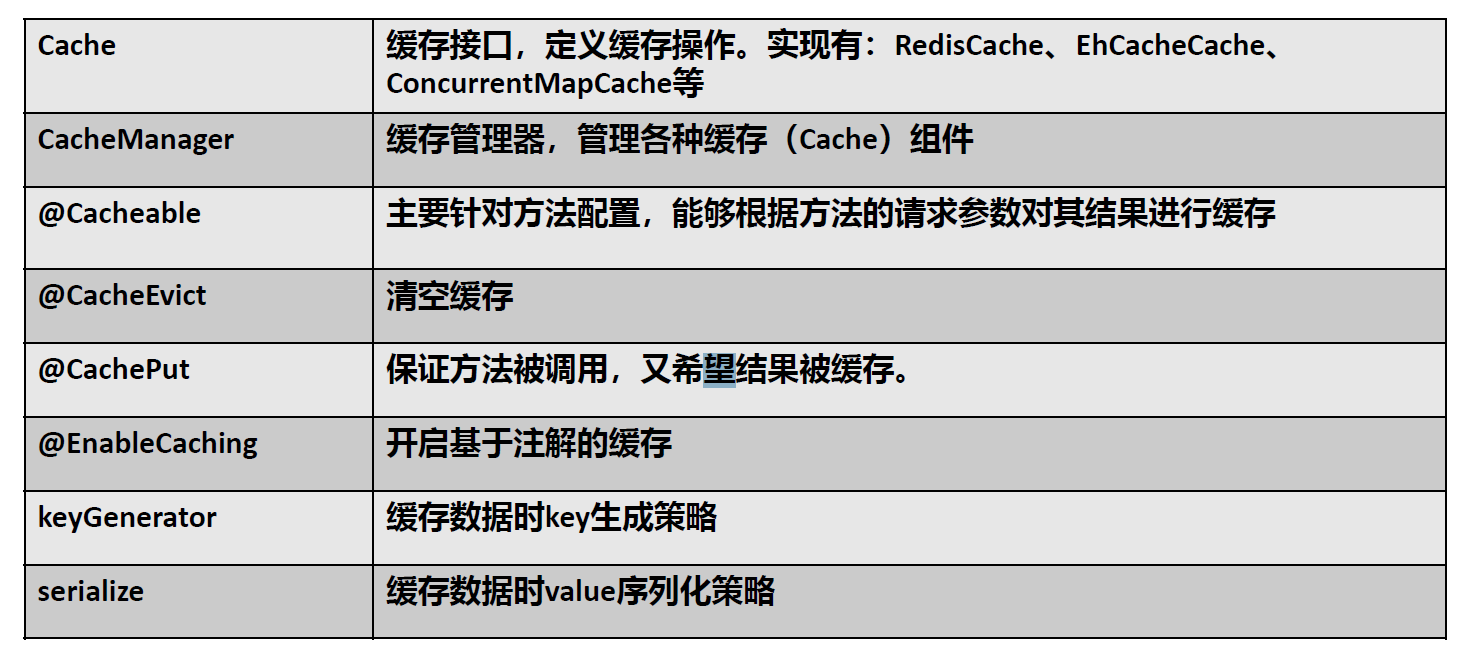 Cache
缓存接口，定义缓存操作。实现有：RedisCache、EhCacheCache、
ConcurrentMapCache等
CacheManager
缓存管理器，管理各种缓存（Cache）组件
@Cacheable
主要针对方法配置，能够根据方法的请求参数对其结果进行缓存
@CacheEvict
清空缓存
@CachePut
保证方法被调用，又希望结果被缓存。
@EnableCaching
开启基于注解的缓存
keyGenerator
缓存数据时key生成策略
serialize
缓存数据时value序列化策略